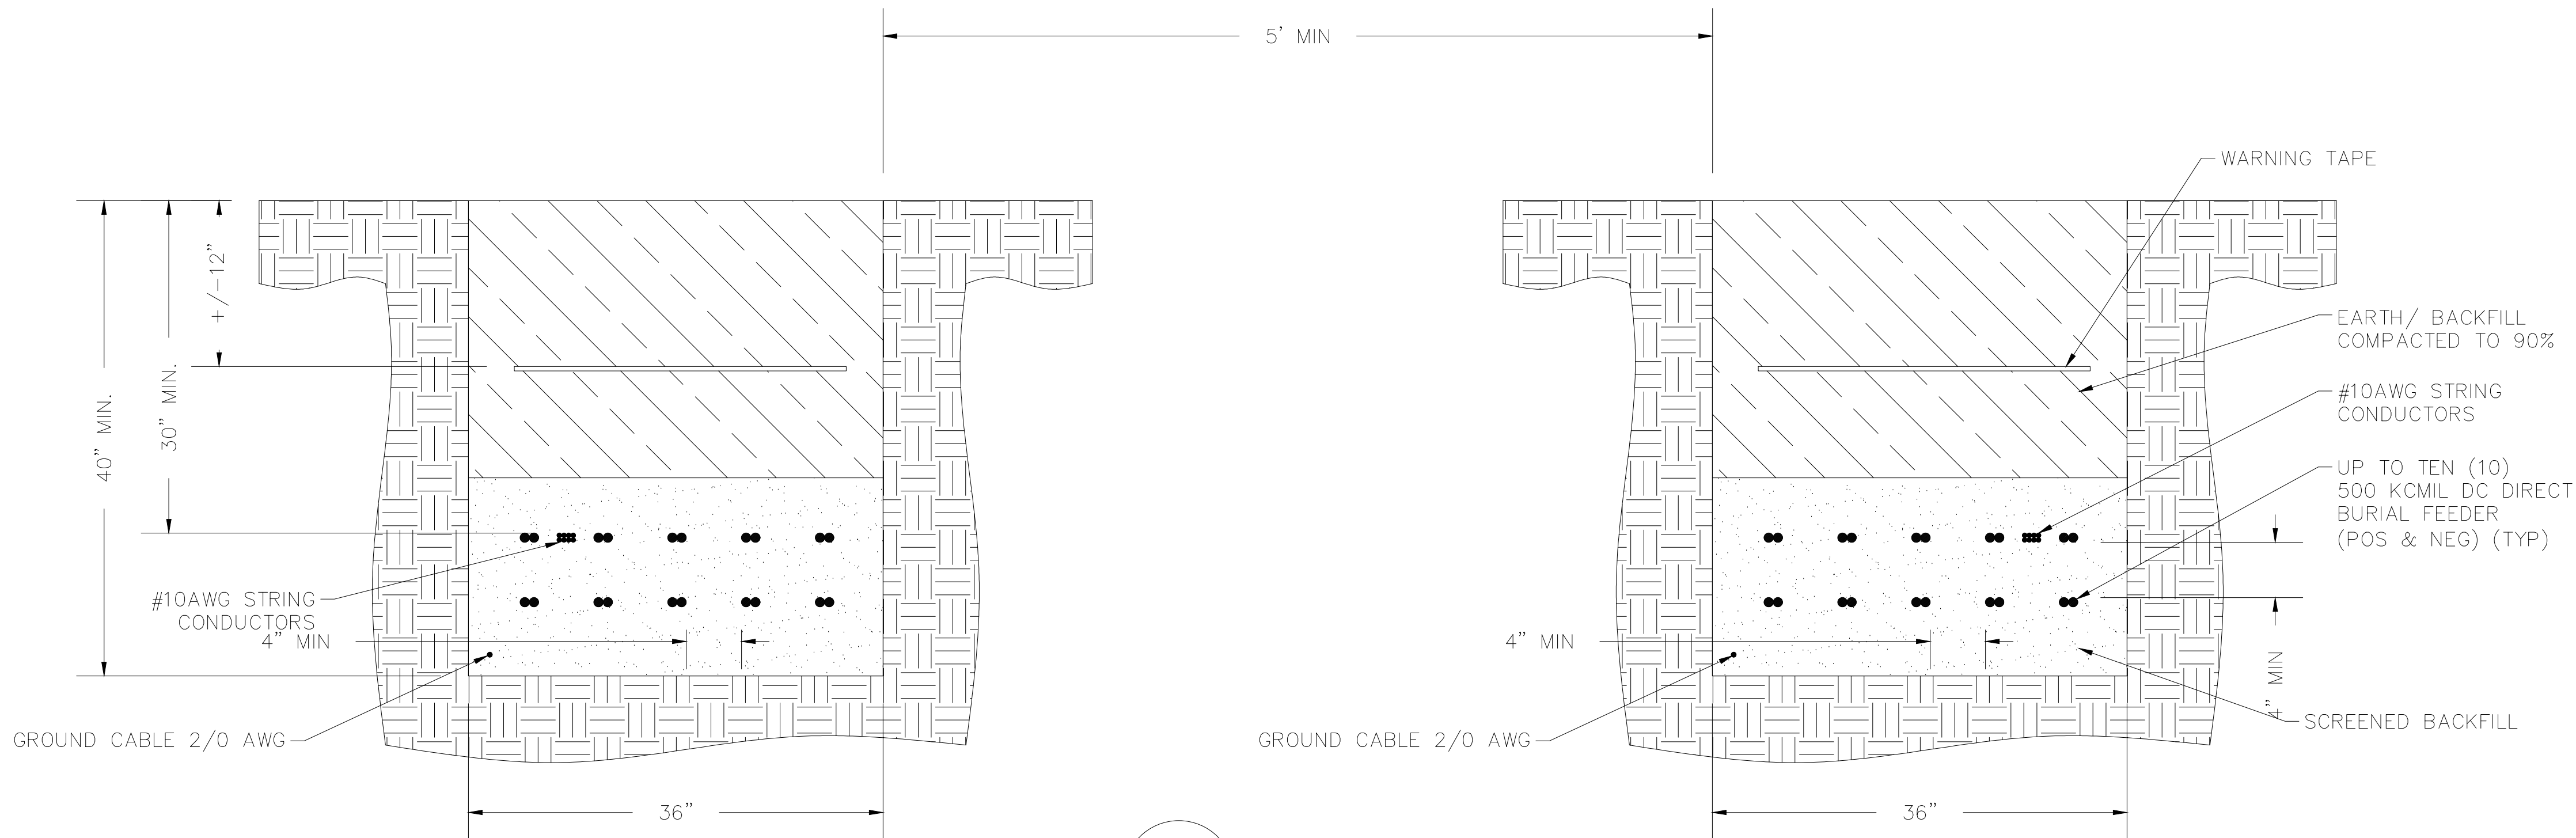 5' MIN
+/-12"
30" MIN.
40" MIN.
#10AWG STRING
CONDUCTORS
4" MIN
GROUND CABLE 2/0 AWG
36"
WARNING TAPE
EARTH/ BACKFILL
COMPACTED TO 90%
#10AWG STRING
CONDUCTORS
UP TO TEN (10)
500 KCMIL DC DIRECT
BURIAL FEEDER
(POS & NEG) (TYP)
4" MIN
4" MIN
SCREENED BACKFILL
GROUND CABLE 2/0 AWG
36"